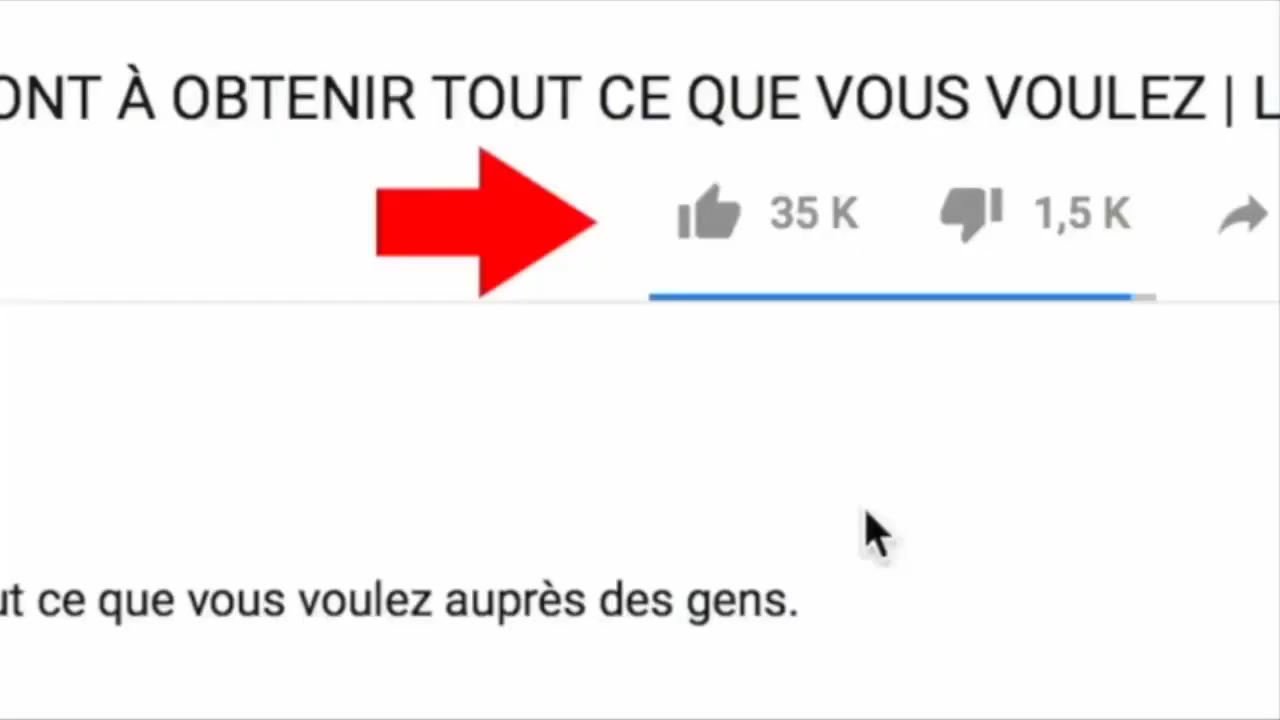 ONT À OBTENIR TOUT CE QUE VOUS VOULEZ | L
35 K 1,5 K
ut ce que vous voulez auprès des gens.